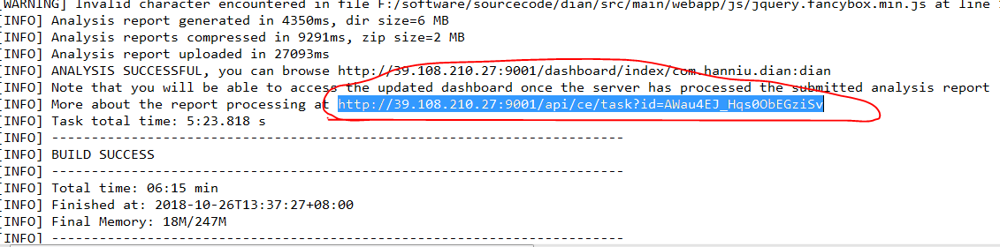 [WARNING] Invalid character encountered in file F:/software/sourcecode/dian/src/main/webapp/js/jquery.fancybox.min.js at line
[INFO] Analysis report generated in 4350ms, dir size=6 MB
[INFO] Analysis reports compressed in 9291ms, zip size=2 MB
[INFO] Analysis report uploaded in 27093ms
[INFO] ANALYSIS SUCCESSFUL, you can browse http://39.108.210.27:9001/dashboard/index/com.hanniu.dian:dian
[INFO] Note that you will be able to access the updated dashboard once the server has processed the submitted analysis report
[INFO] More about the report processing at http://39.108.210.27:9001/api/ce/task?id=AWau4EJ_Hqs0ObEGziSv
[INFO] Task total time: 5:23.818 s
[INFO] ------------------------------------------------------------------------
[INFO] BUILD SUCCESS
[INFO] ------------------------------------------------------------------------
[INFO] Total time: 06:15 min
[INFO] Finished at: 2018-10-26T13:37:27+08:00
[INFO] Final Memory: 18M/247M
[INFO] ------------------------------------------------------------------------